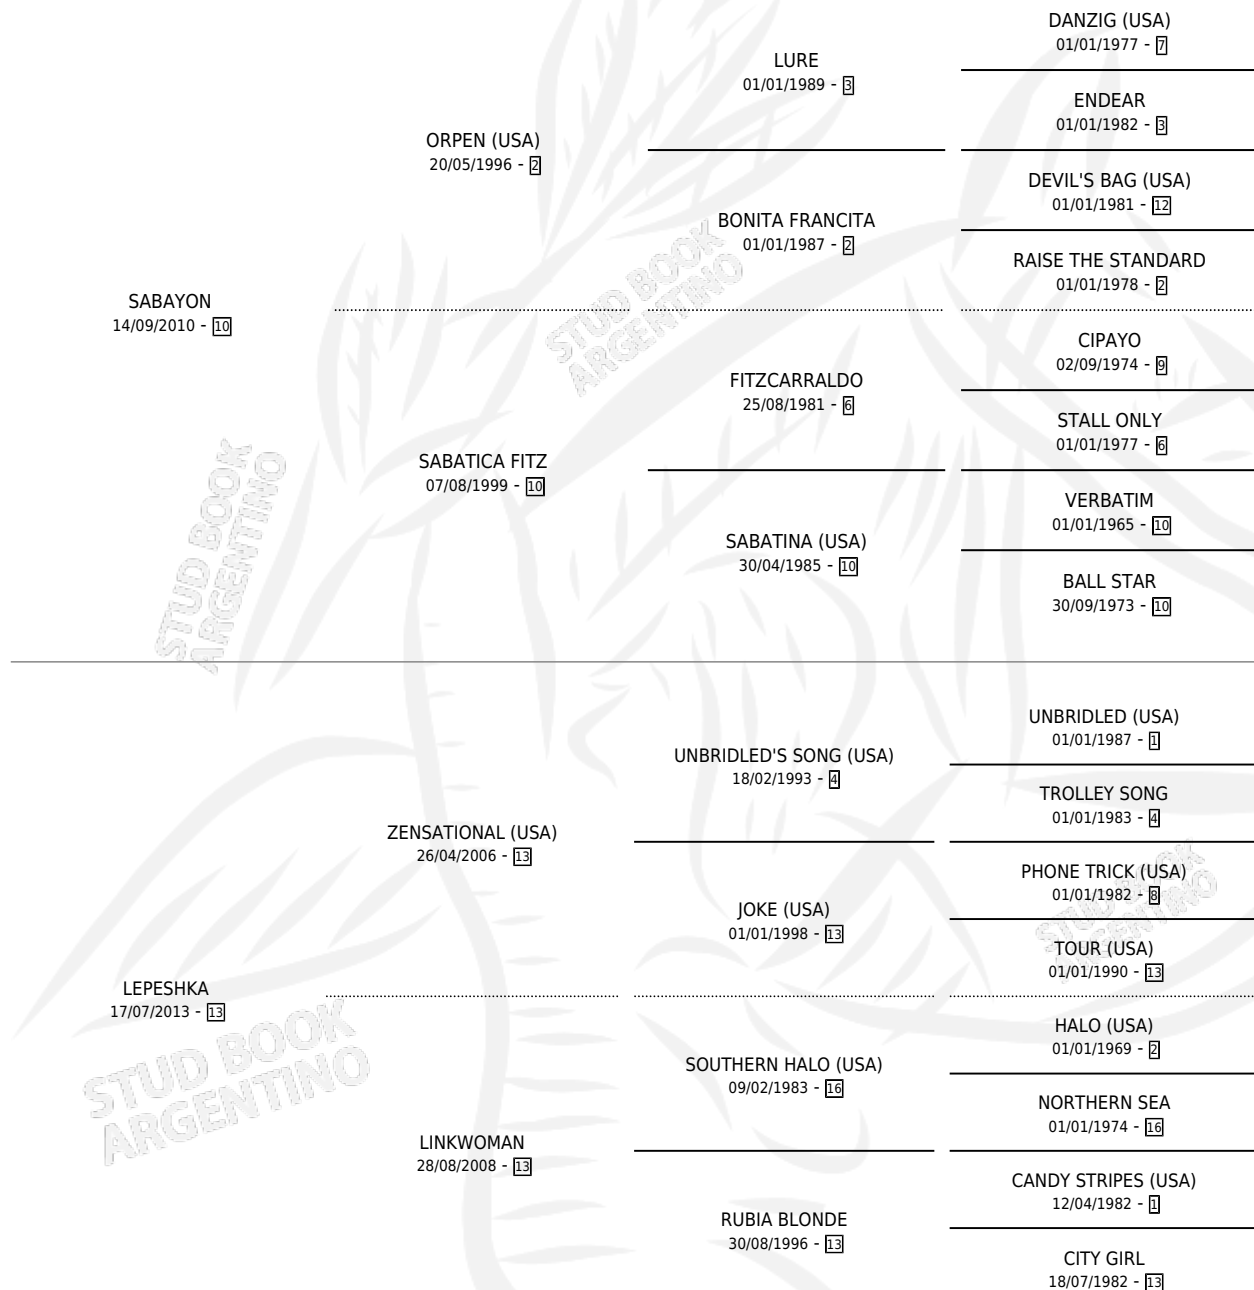 DANZIG (USA)
01/01/1977 - 7
LURE
01/01/1989 - 3
ENDEAR
01/01/1982 - 3
ORPEN (USA)
20/05/1996 - 2
DEVIL'S BAG (USA)
01/01/1981 - 12
BONITA FRANCITA
01/01/1987 - 2
RAISE THE STANDARD
01/01/1978 - 2
SABAYON
14/09/2010 - 10
STUD BOOK
ARGENTINO
CIPAYO
02/09/1974 - 9
FITZCARRALDO
25/08/1981 - 6
STALL ONLY
01/01/1977 - 6
SABATICA FITZ
07/08/1999 - 10
VERBATIM
01/01/1965 - 10
SABATINA (USA)
30/04/1985 - 10
BALL STAR
30/09/1973 - 10
STUD BOOK
ARGENTINO
UNBRIDLED (USA)
01/01/1987 - 1
UNBRIDLED'S SONG (USA)
18/02/1993 - 4
TROLLEY SONG
01/01/1983 - 4
ZENSATIONAL (USA)
26/04/2006 - 13
PHONE TRICK (USA)
01/01/1982 - 8
JOKE (USA)
01/01/1998 - 13
STUD BOOK
ARGENTINO
TOUR (USA)
01/01/1990 - 13
LEPESHKA
17/07/2013 - 13
STUD BOOK
ARGENTINO
HALO (USA)
01/01/1969 - 2
SOUTHERN HALO (USA)
09/02/1983 - 16
NORTHERN SEA
01/01/1974 - 16
LINKWOMAN
28/08/2008 - 13
CANDY STRIPES (USA)
12/04/1982 - 1
RUBIA BLONDE
30/08/1996 - 13
CITY GIRL
18/07/1982 - 13